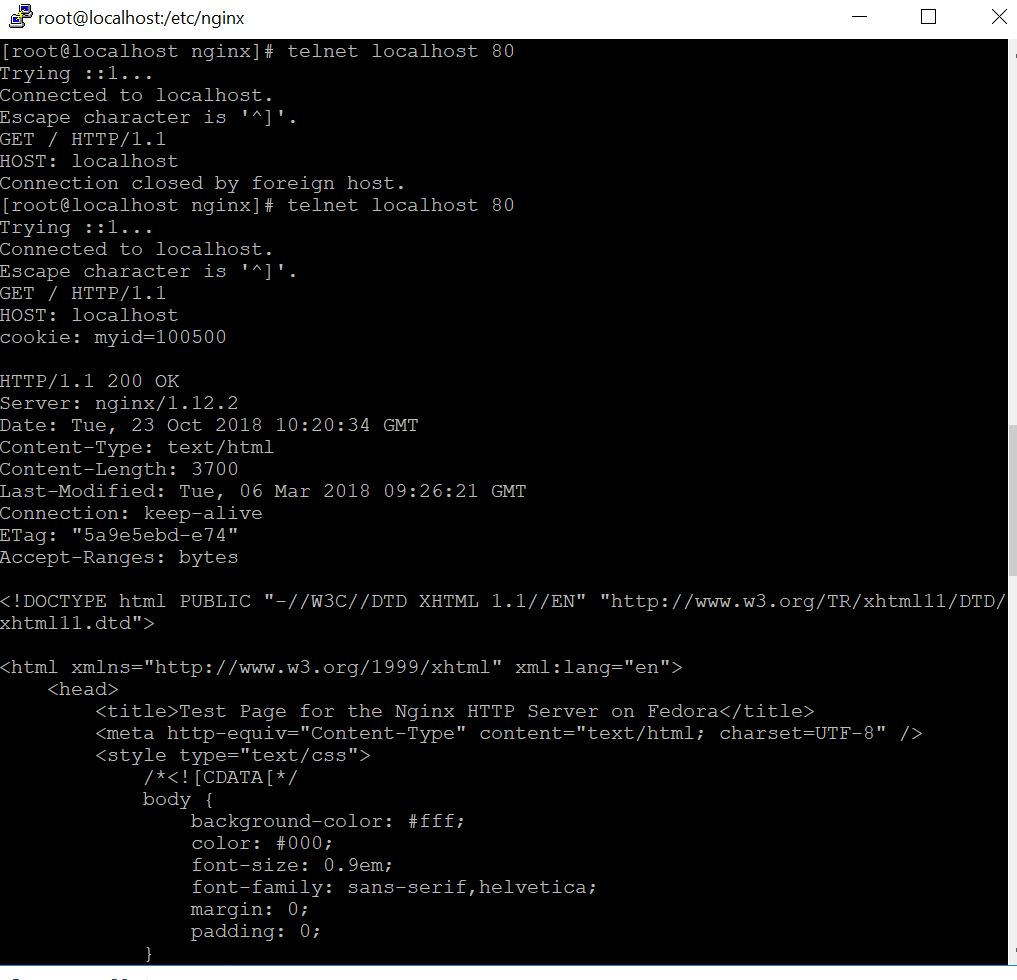 root@localhost:/etc/nginx
[root@localhost nginx]# telnet localhost 80
Trying ::1...
Connected to localhost.
Escape character is '^]'.
GET / HTTP/1.1
HOST: localhost
Connection closed by foreign host.
[root@localhost nginx]# telnet localhost 80
Trying ::1...
Connected to localhost.
Escape character is '^]'.
GET / HTTP/1.1
HOST: localhost
cookie: myid=100500

HTTP/1.1 200 OK
Server: nginx/1.12.2
Date: Tue, 23 Oct 2018 10:20:34 GMT
Content-Type: text/html
Content-Length: 3700
Last-Modified: Tue, 06 Mar 2018 09:26:21 GMT
Connection: keep-alive
ETag: "5a9e5ebd-e74"
Accept-Ranges: bytes

<!DOCTYPE html PUBLIC "-//W3C//DTD XHTML 1.1//EN" "http://www.w3.org/TR/xhtml11/DTD/
xhtml11.dtd">

<html xmlns="http://www.w3.org/1999/xhtml" xml:lang="en">
    <head>
        <title>Test Page for the Nginx HTTP Server on Fedora</title>
        <meta http-equiv="Content-Type" content="text/html; charset=UTF-8" />
        <style type="text/css">
            /*<![CDATA[*/
            body {
                background-color: #fff;
                color: #000;
                font-size: 0.9em;
                font-family: sans-serif,helvetica;
                margin: 0;
                padding: 0;
            }